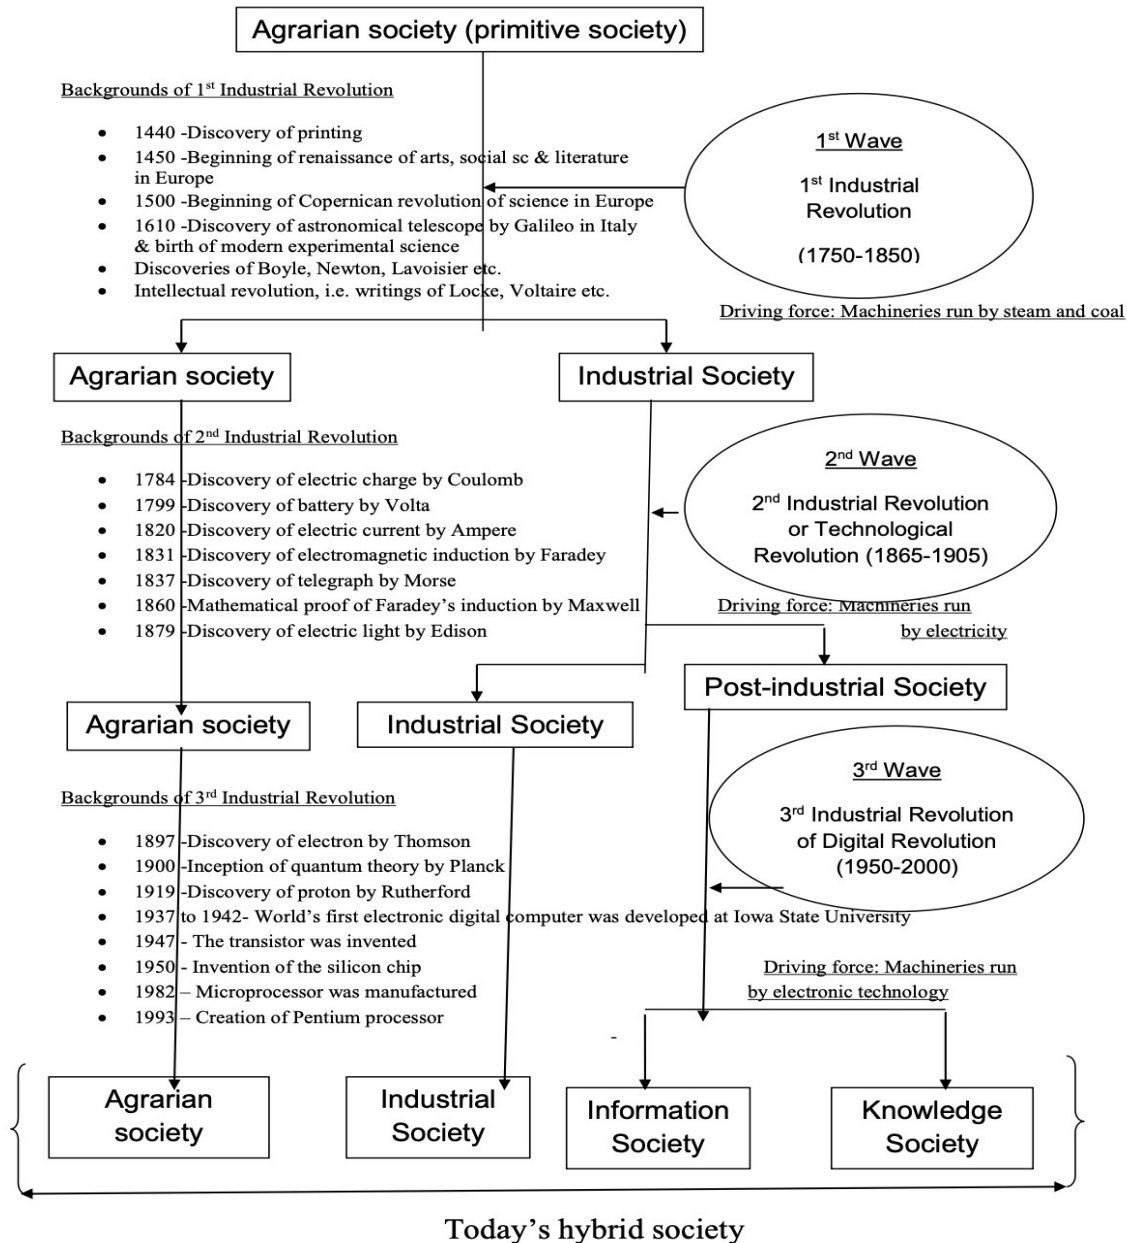 Agrarian society (primitive society)
Backgrounds of 1st Industrial Revolution
• 1440 -Discovery of printing
• 1450 -Beginning of renaissance of arts, social sc & literature
in Europe
• 1500 -Beginning of Copernican revolution of science in Europe
• 1610 -Discovery of astronomical telescope by Galileo in Italy
& birth of modern experimental science
• Discoveries of Boyle, Newton, Lavoisier etc.
• Intellectual revolution, i.e. writings of Locke, Voltaire etc.
1st Wave
1st Industrial
Revolution
(1750-1850)
Driving force: Machineries run by steam and coal
Agrarian society
Industrial Society
Backgrounds of 2nd Industrial Revolution
• 1784 -Discovery of electric charge by Coulomb
• 1799 -Discovery of battery by Volta
• 1820 -Discovery of electric current by Ampere
• 1831 -Discovery of electromagnetic induction by Faradey
• 1837 -Discovery of telegraph by Morse
• 1860 -Mathematical proof of Faradey's induction by Maxwell
• 1879 -Discovery of electric light by Edison
2nd Wave
2nd Industrial Revolution
or Technological
Revolution (1865-1905)
Driving force: Machineries run
by electricity
Agrarian society
Industrial Society
Post-industrial Society
Backgrounds of 3rd Industrial Revolution
• 1897 -Discovery of electron by Thomson
• 1900 -Inception of quantum theory by Planck
• 1919 -Discovery of proton by Rutherford
• 1937 to 1942- World's first electronic digital computer was developed at Iowa State University
• 1947 - The transistor was invented
• 1950 - Invention of the silicon chip
• 1982 – Microprocessor was manufactured
• 1993 – Creation of Pentium processor
3rd Wave
3rd Industrial Revolution
of Digital Revolution
(1950-2000)
Driving force: Machineries run
by electronic technology
-
Agrarian
society
Industrial
Society
Information
Society
Knowledge
Society
Today's hybrid society